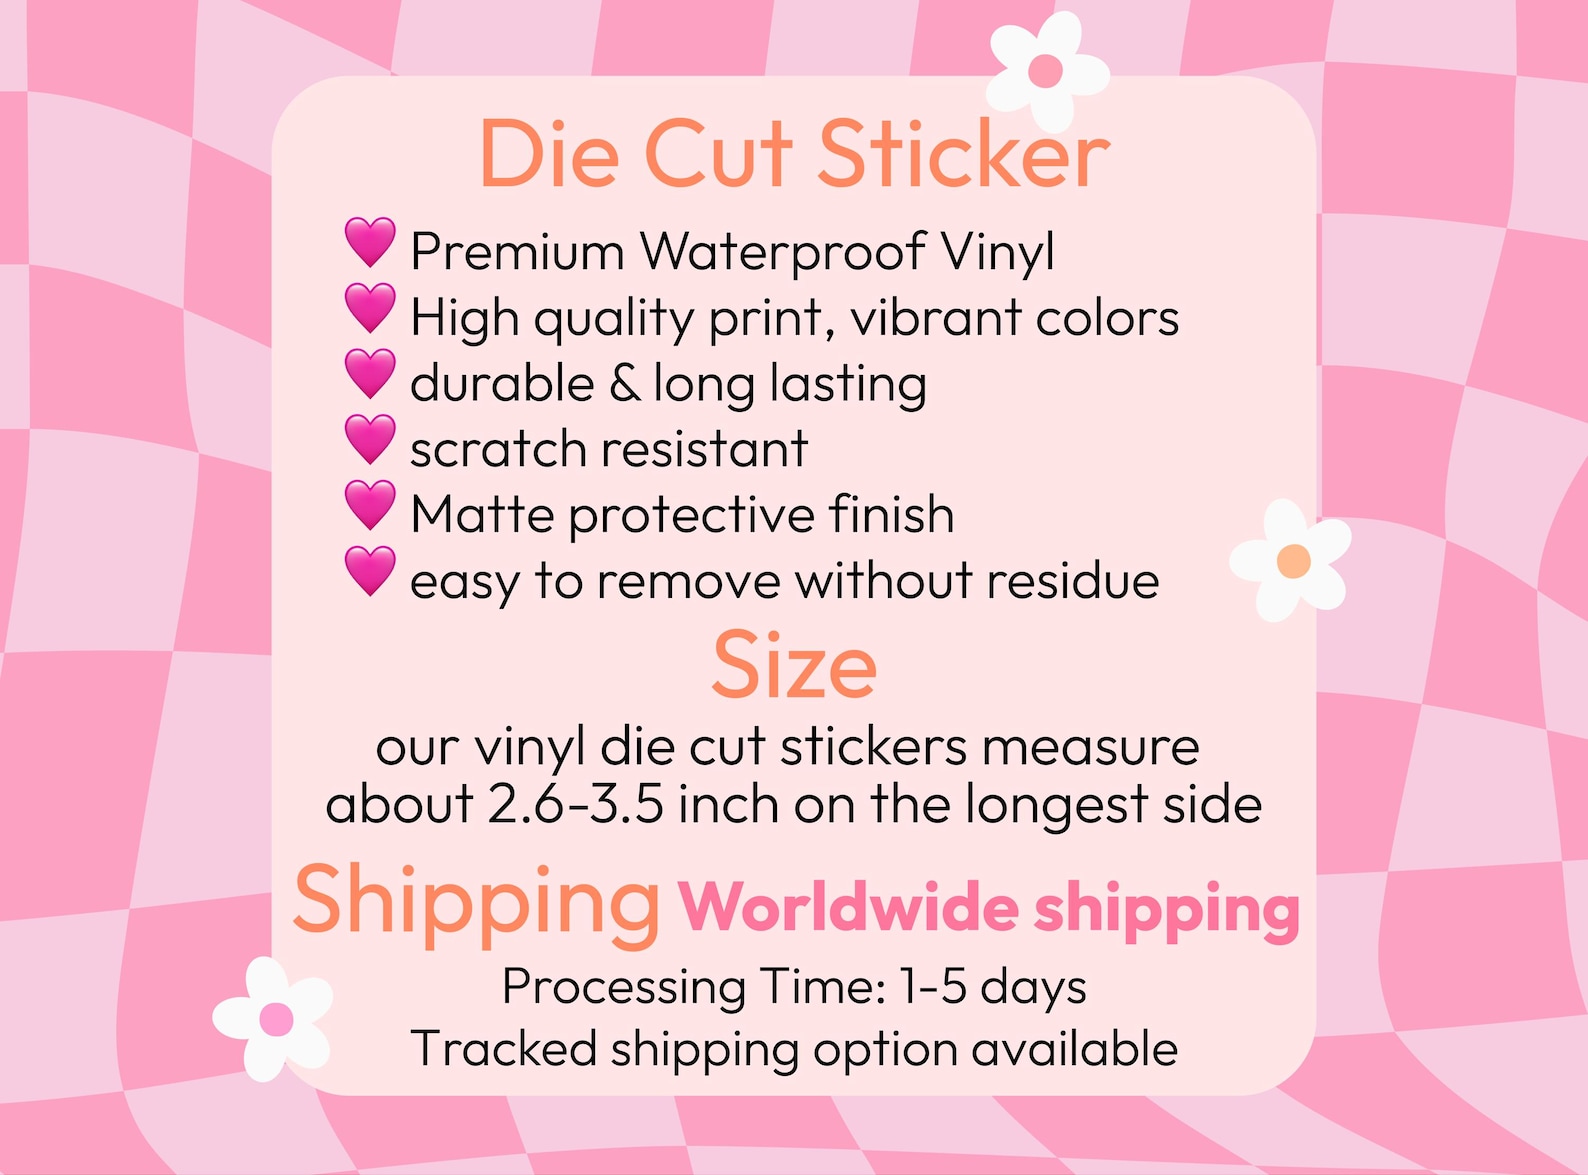 Die Cut Sticker
🩷 Premium Waterproof Vinyl
🩷 High quality print, vibrant colors
🩷 durable & long lasting
🩷 scratch resistant
🩷 Matte protective finish
🩷 easy to remove without residue
Size
our vinyl die cut stickers measure
about 2.6-3.5 inch on the longest side
Shipping Worldwide shipping
Processing Time: 1-5 days
Tracked shipping option available